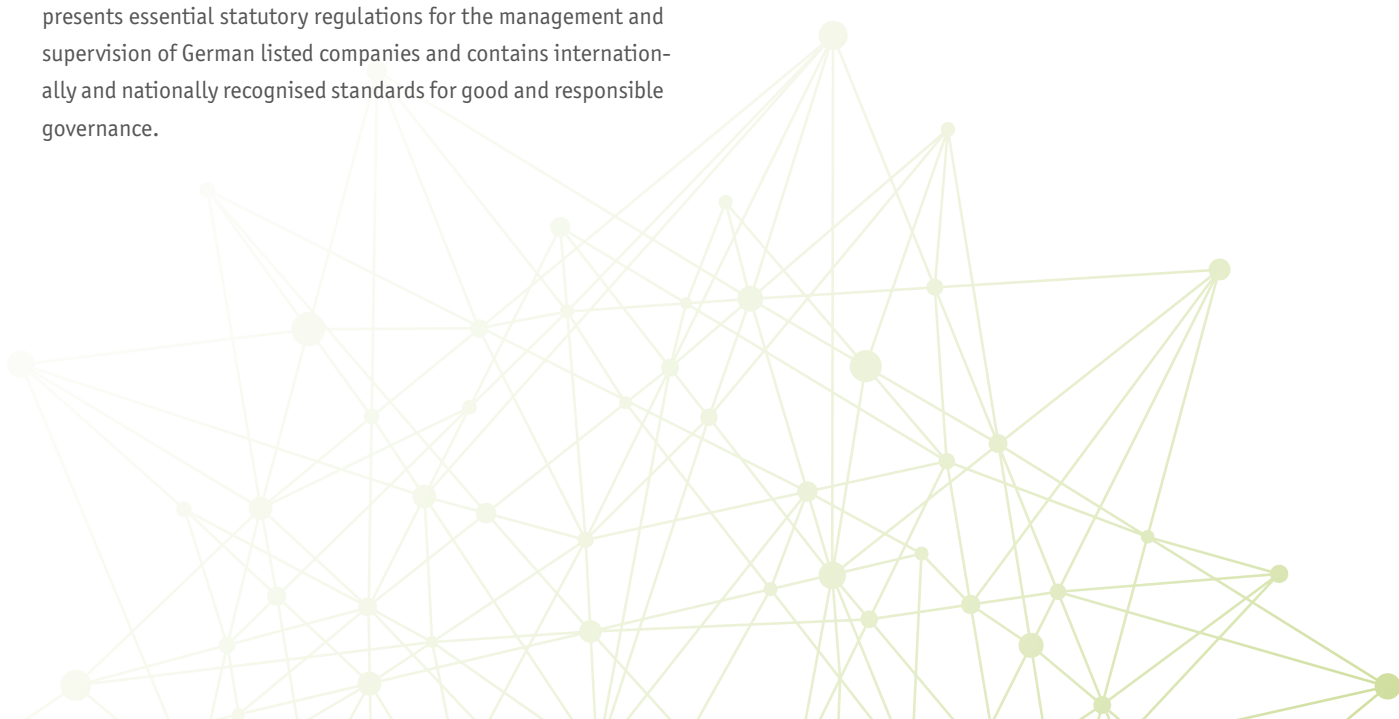 presents essential statutory regulations for the management and
supervision of German listed companies and contains internation-
ally and nationally recognised standards for good and responsible
governance.